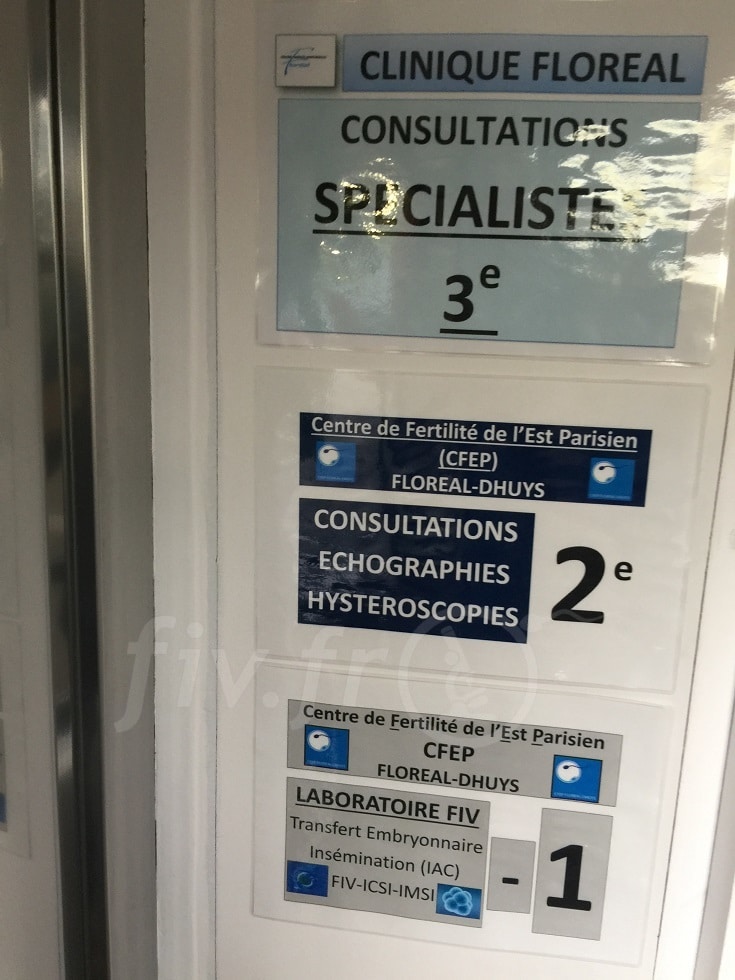 CLINIQUE FLOREAL
CONSULTATIONS
SPECIALISTES
3e
Centre de Fertilité de l'Est Parisien
(CFEP)
FLOREAL-DHUYS
CONSULTATIONS
ECHOGRAPHIES
HYSTEROSCOPIES
2e
fiv.fr
Centre de Fertilité de l'Est Parisien
CFEP
FLOREAL-DHUYS
LABORATOIRE FIV
Transfert Embryonnaire
Insémination (IAC)
FIV-ICSI-IMSI
- 1